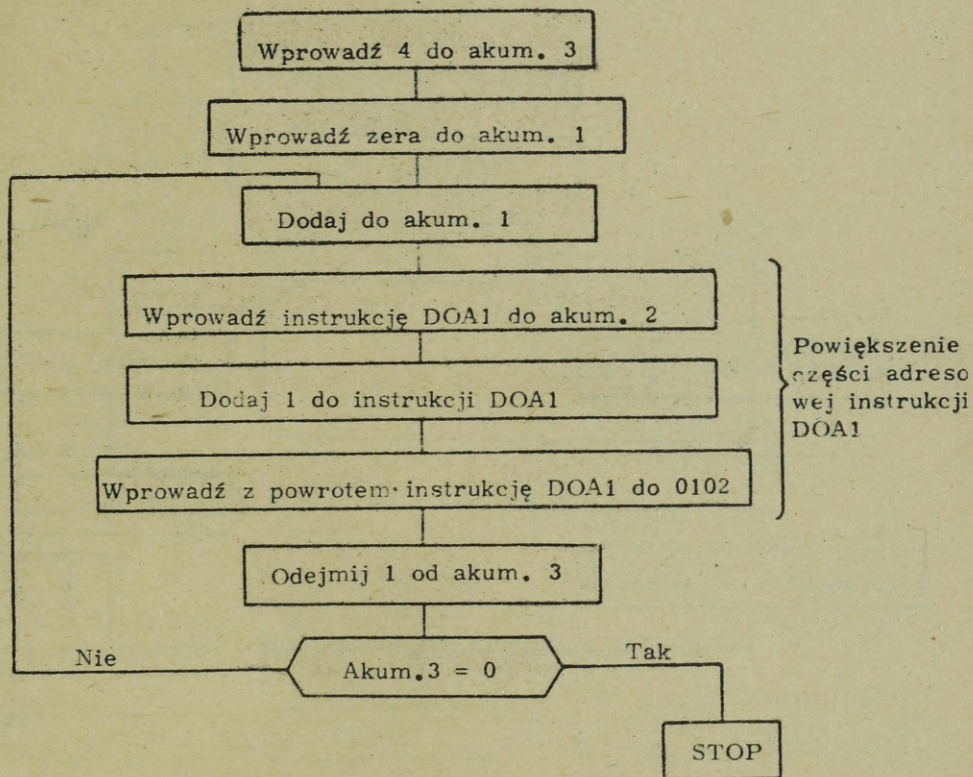 Wprowadź 4 do akum. 3
Wprowadź zera do akum. 1
Dodaj do akum. 1
Wprowadź instrukcję DOA1 do akum. 2
Dodaj 1 do instrukcji DOA1
Wprowadź z powrotem instrukcję DOA1 do 0102
Powiększenie
części adreso
wej instrukcji
DOA1
Odejmij 1 od akum. 3
Akum.3 = 0
Nie
Tak
STOP